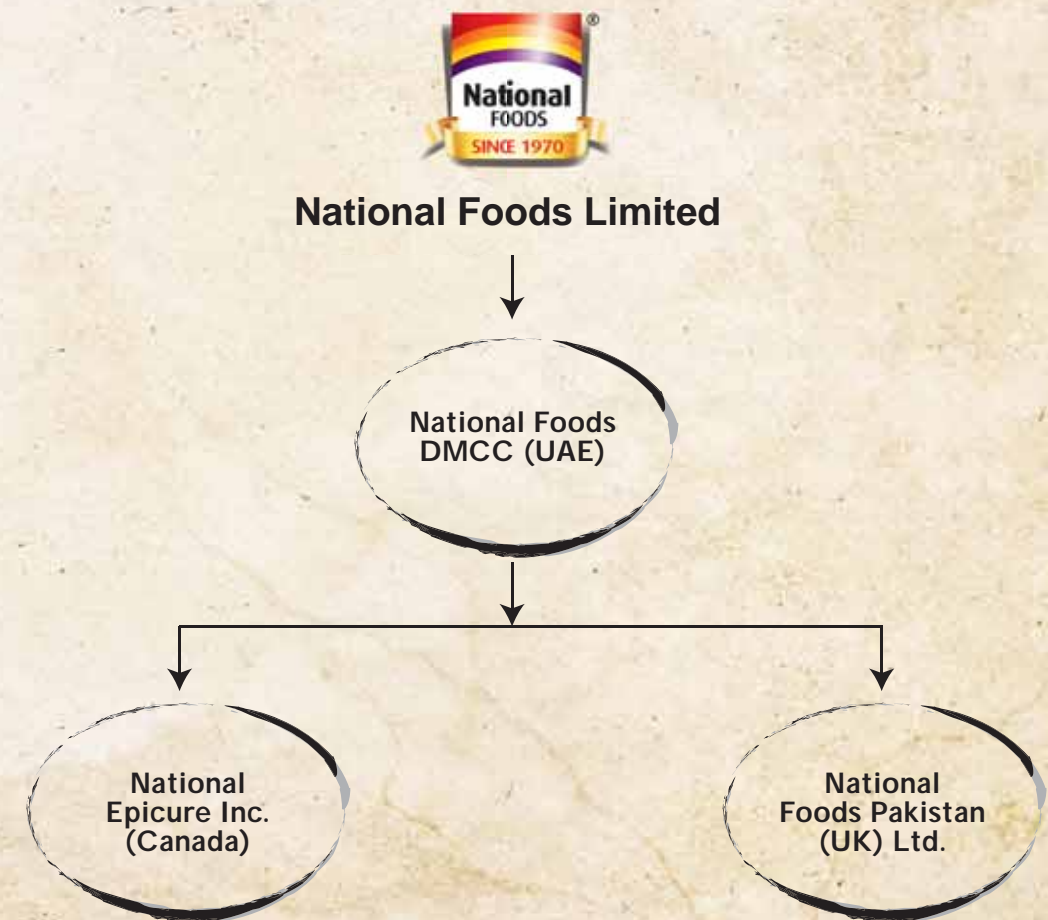 ®
National
FOODS
SINCE 1970
National Foods Limited
National Foods
DMCC (UAE)
National
Epicure Inc.
(Canada)
National
Foods Pakistan
(UK) Ltd.